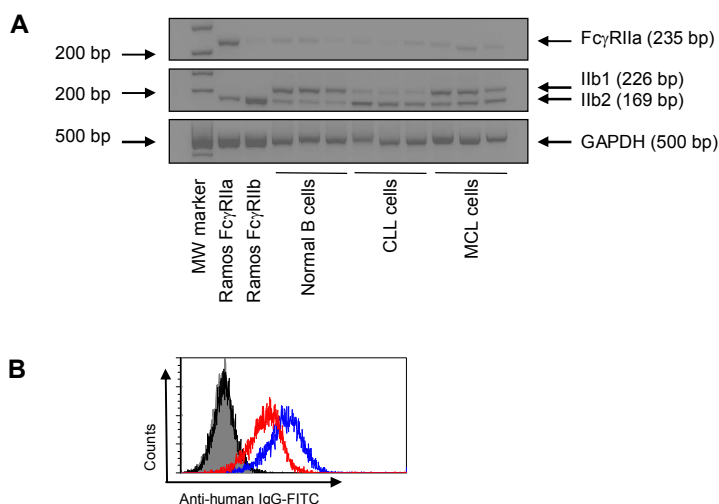 A
FcγRIIa (235 bp)
200 bp
200 bp
IIb1 (226 bp)
IIb2 (169 bp)
500 bp
GAPDH (500 bp)
MW marker
Ramos FcγRIIa
Ramos FcγRIIb
Normal B cells
CLL cells
MCL cells
B
Counts
Anti-human IgG-FITC